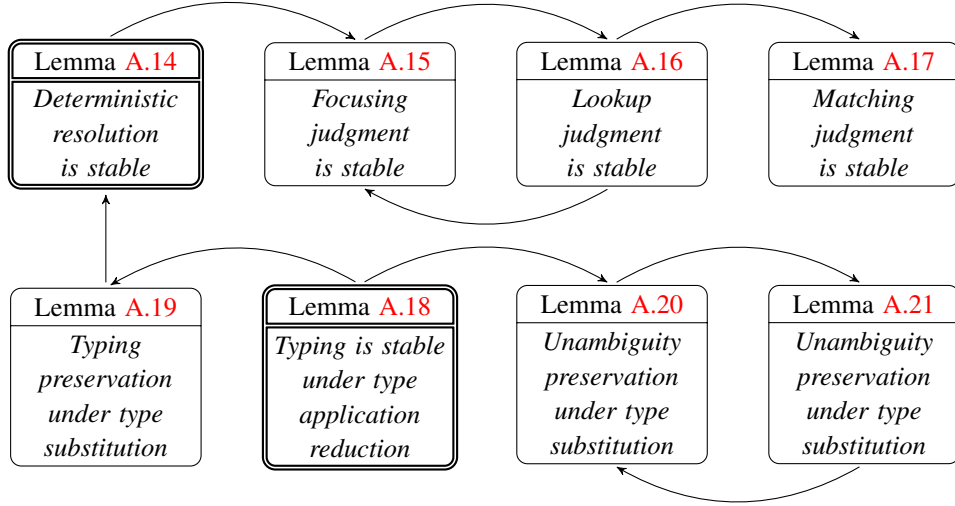 Lemma A.14
Deterministic
resolution
is stable
Lemma A.15
Focusing
judgment
is stable
Lemma A.16
Lookup
judgment
is stable
Lemma A.17
Matching
judgment
is stable
Lemma A.19
Typing
preservation
under type
substitution
Lemma A.18
Typing is stable
under type
application
reduction
Lemma A.20
Unambiguity
preservation
under type
substitution
Lemma A.21
Unambiguity
preservation
under type
substitution